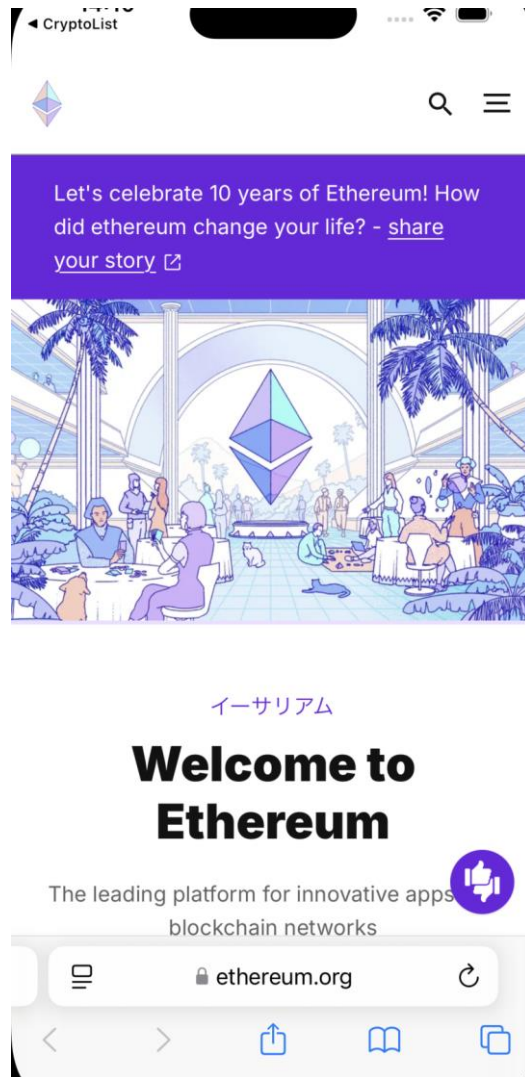 CryptoList
Let's celebrate 10 years of Ethereum! How
did ethereum change your life? - share
your story
イーサリアム
Welcome to
Ethereum
The leading platform for innovative apps
blockchain networks
ethereum.org